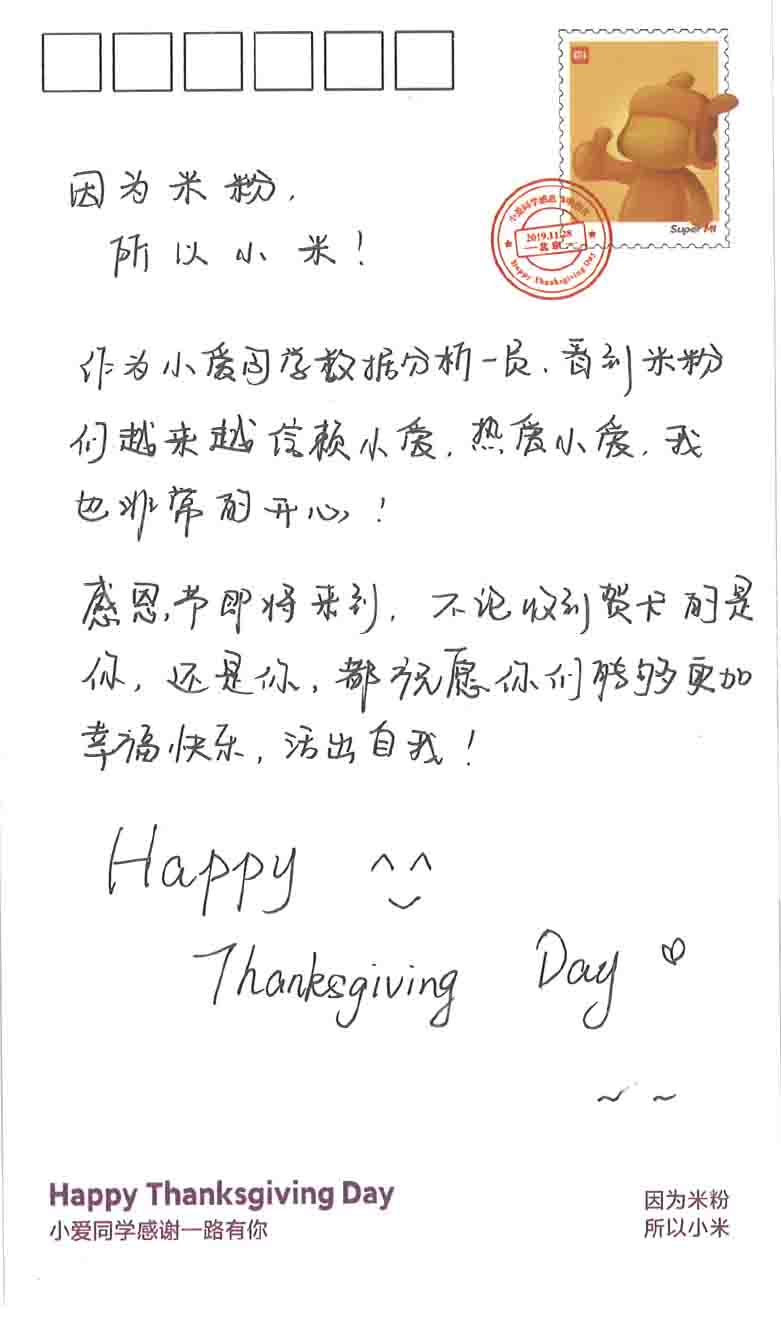 因为米粉，
所以小米！
小爱同学感恩
2019.11.28
北京
Happy Thanksgiving Day
Super MI
作为小爱同学数据分析一员，看到米粉
们越来越信赖小爱，热爱小爱，我
也非常的开心！
感恩节即将来到，不论收到贺卡的是
你，还是你，都祝愿你们能够更加
幸福快乐，活出自我！
Happy ^^
Thanksgiving Day
~ ~
Happy Thanksgiving Day
小爱同学感谢一路有你
因为米粉
所以小米